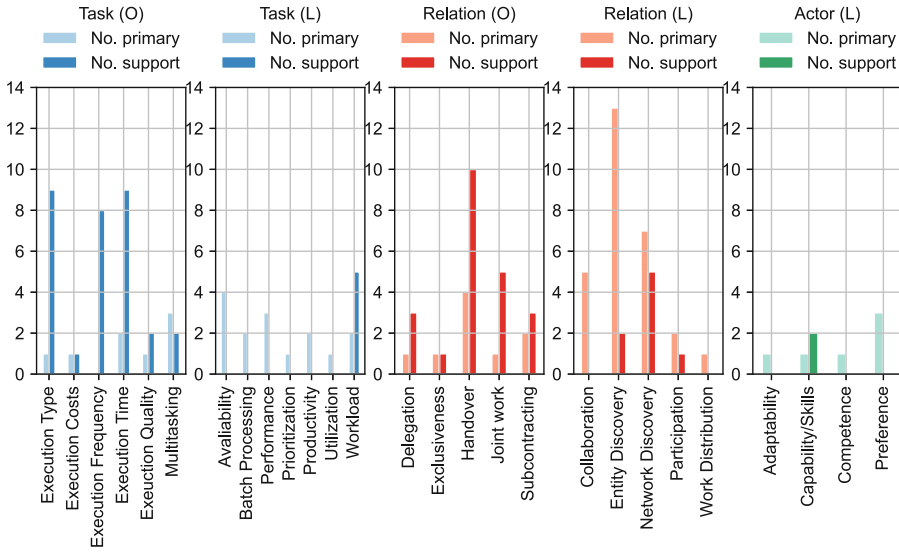 Task (O)
No. primary
No. support
Task (L)
No. primary
No. support
Relation (O)
No. primary
No. support
Relation (L)
No. primary
No. support
Actor (L)
No. primary
No. support
14
12
10
8
6
4
2
0
Execution Type
Execution Costs
Execution Frequency
Execution Time
Exeuction Quality
Multitasking
14
12
10
8
6
4
2
0
Avaliability
Batch Processing
Performance
Prioritization
Productivity
Utilization
Workload
14
12
10
8
6
4
2
0
Delegation
Exclusiveness
Handover
Joint work
Subcontracting
14
12
10
8
6
4
2
0
Collaboration
Entity Discovery
Network Discovery
Participation
Work Distribution
14
12
10
8
6
4
2
0
Adaptability
Capability/Skills
Competence
Preference